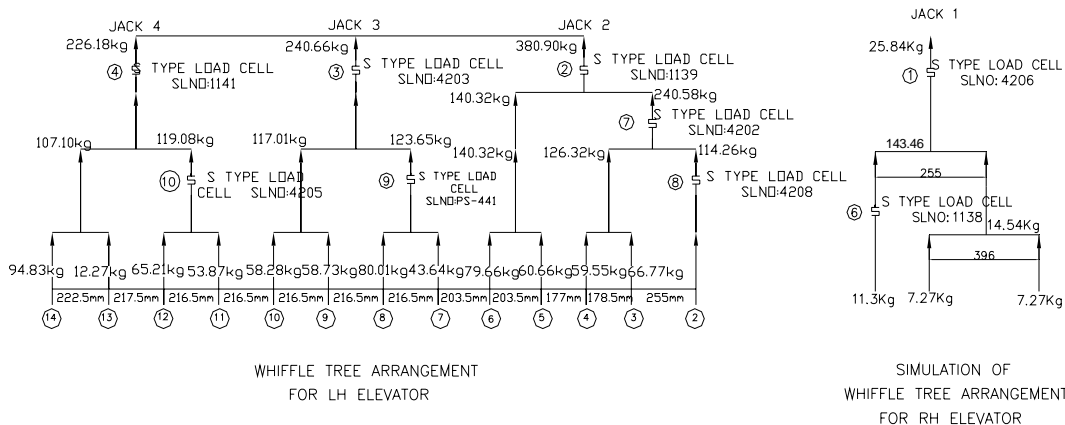 JACK 4
JACK 3
JACK 2
JACK 1
226.18kg
240.66kg
380.90kg
25.84Kg
4
S TYPE LOAD CELL
SLNO:1141
3
S TYPE LOAD CELL
SLNO:4203
2
S TYPE LOAD CELL
SLNO:1139
1
S TYPE LOAD CELL
SLNO: 4206
140.32kg
240.58kg
7
S TYPE LOAD CELL
SLNO:4202
107.10kg
119.08kg
117.01kg
123.65kg
140.32kg
126.32kg
114.26kg
143.46
255
10
S TYPE LOAD
CELL SLNO:4205
9
S TYPE LOAD
CELL
SLNO:PS-441
8
S TYPE LOAD CELL
SLNO:4208
6
S TYPE LOAD CELL
SLNO: 1138
14.54Kg
396
94.83kg 12.27kg 65.21kg 53.87kg 58.28kg 58.73kg 80.01kg 43.64kg 79.66kg 60.66kg 59.55kg 66.77kg
11.3Kg 7.27Kg 7.27Kg
222.5mm 217.5mm 216.5mm 216.5mm 216.5mm 216.5mm 216.5mm 203.5mm 203.5mm 177mm 178.5mm 255mm
14 13 12 11 10 9 8 7 6 5 4 3 2
WHIFFLE TREE ARRANGEMENT
FOR LH ELEVATOR
SIMULATION OF
WHIFFLE TREE ARRANGEMENT
FOR RH ELEVATOR